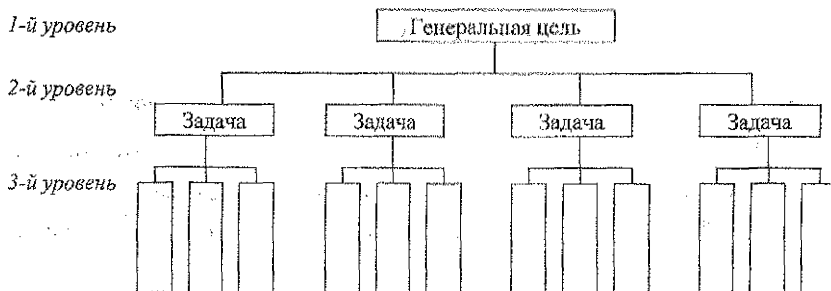 1-й уровень
Генеральная цель
2-й уровень
Задача Задача Задача Задача
3-й уровень